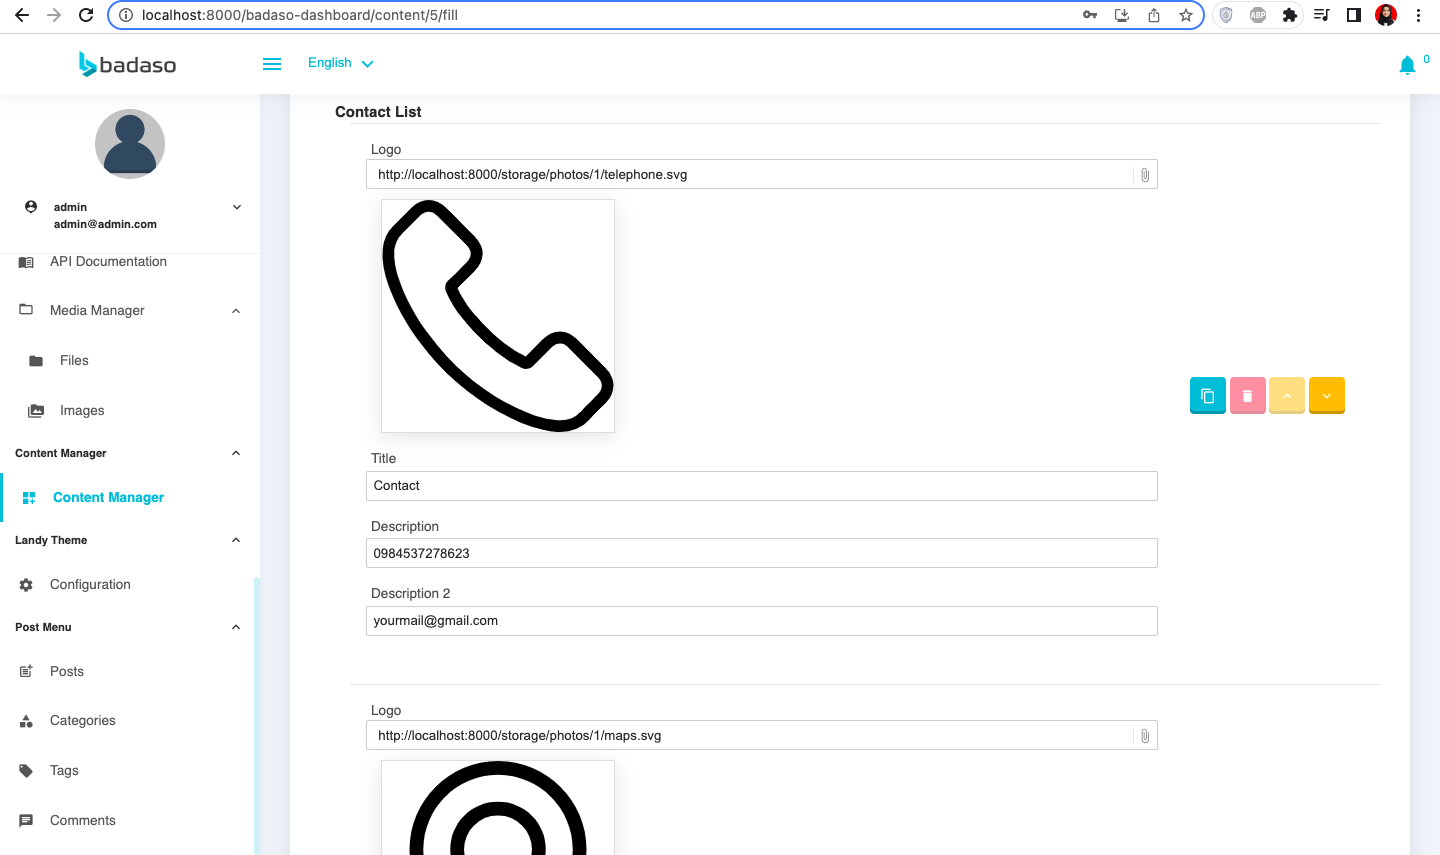 localhost:8000/badaso-dashboard/content/5/fill
ABP
badaso
English
0
admin
admin@admin.com
API Documentation
Media Manager
Files
Images
Content Manager
Content Manager
Landy Theme
Configuration
Post Menu
Posts
Categories
Tags
Comments
Contact List
Logo
http://localhost:8000/storage/photos/1/telephone.svg
Title
Contact
Description
0984537278623
Description 2
yourmail@gmail.com
Logo
http://localhost:8000/storage/photos/1/maps.svg